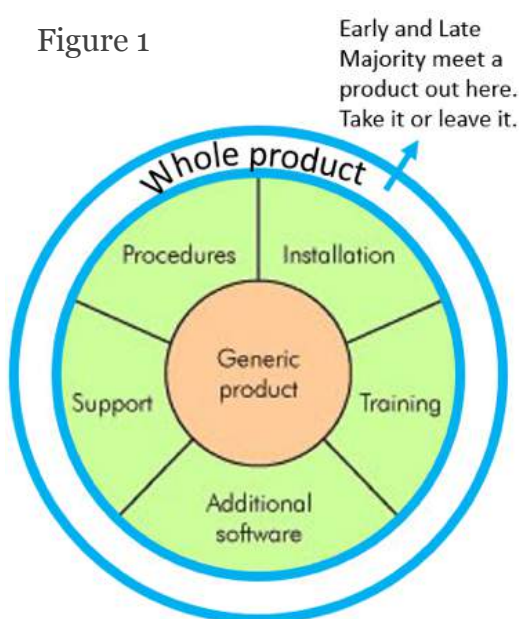 Figure 1
Early and Late
Majority meet a
product out here.
Take it or leave it.
Whole product
Procedures
Installation
Generic
product
Support
Training
Additional
software